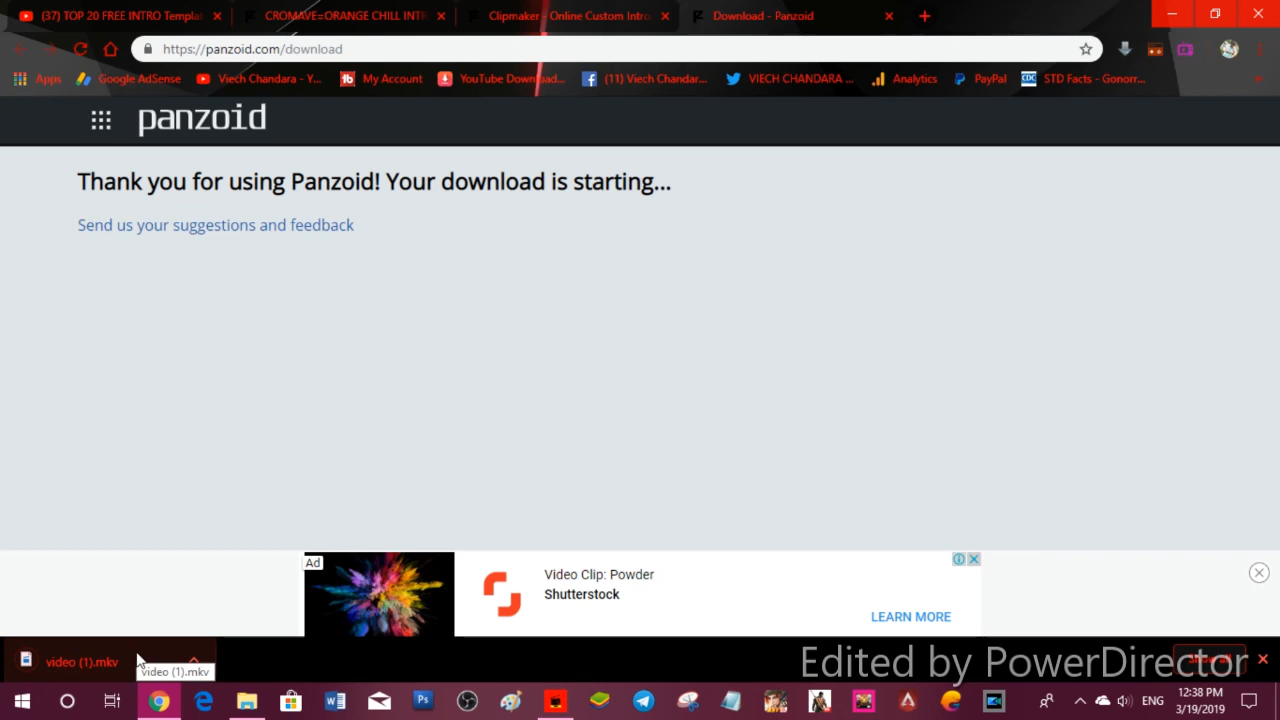 (37) TOP 20 FREE INTRO Templat
CROMAVE=ORANGE CHILL INTR
Clipmaker - Online Custom Intro
Download - Panzoid
https://panzoid.com/download
Apps
Google AdSense
Viech Chandara - Y...
My Account
YouTube Download...
(11) Viech Chandar...
VIECH CHANDARA ...
Analytics
PayPal
STD Facts - Gonorr...
panzoid
Thank you for using Panzoid! Your download is starting...
Send us your suggestions and feedback
Ad
Video Clip: Powder
Shutterstock
LEARN MORE
video (1).mkv
video (1).mkv
Show all
Edited by PowerDirector
ENG
12:38 PM
3/19/2019